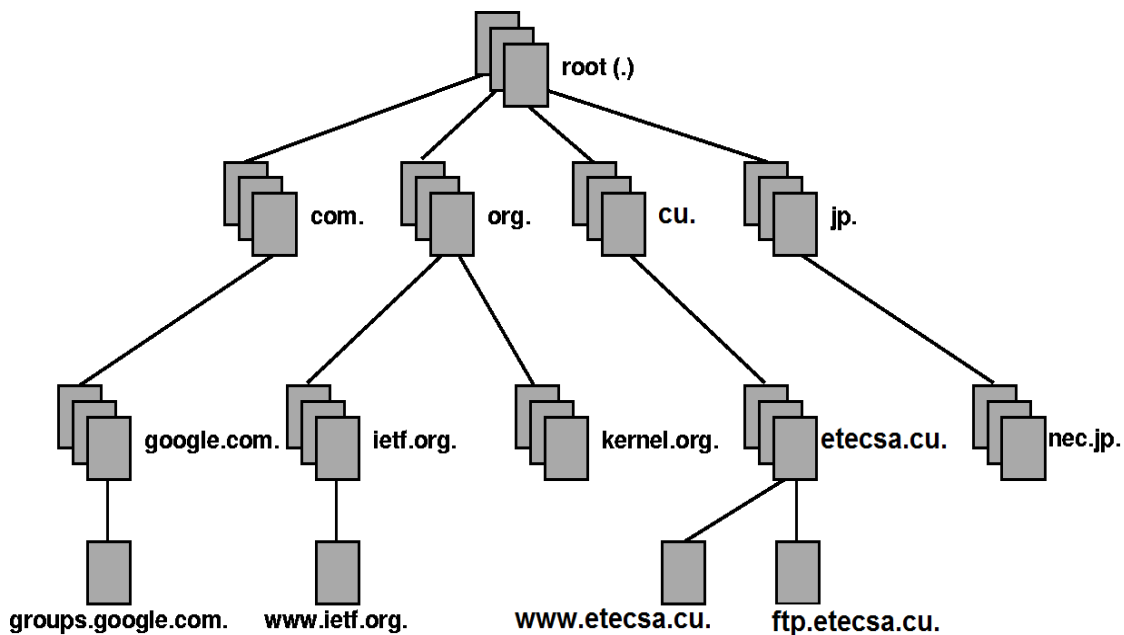 root (.)
com.
org.
cu.
jp.
google.com.
ietf.org.
kernel.org.
etecsa.cu.
nec.jp.
groups.google.com.
www.ietf.org.
www.etecsa.cu.
ftp.etecsa.cu.